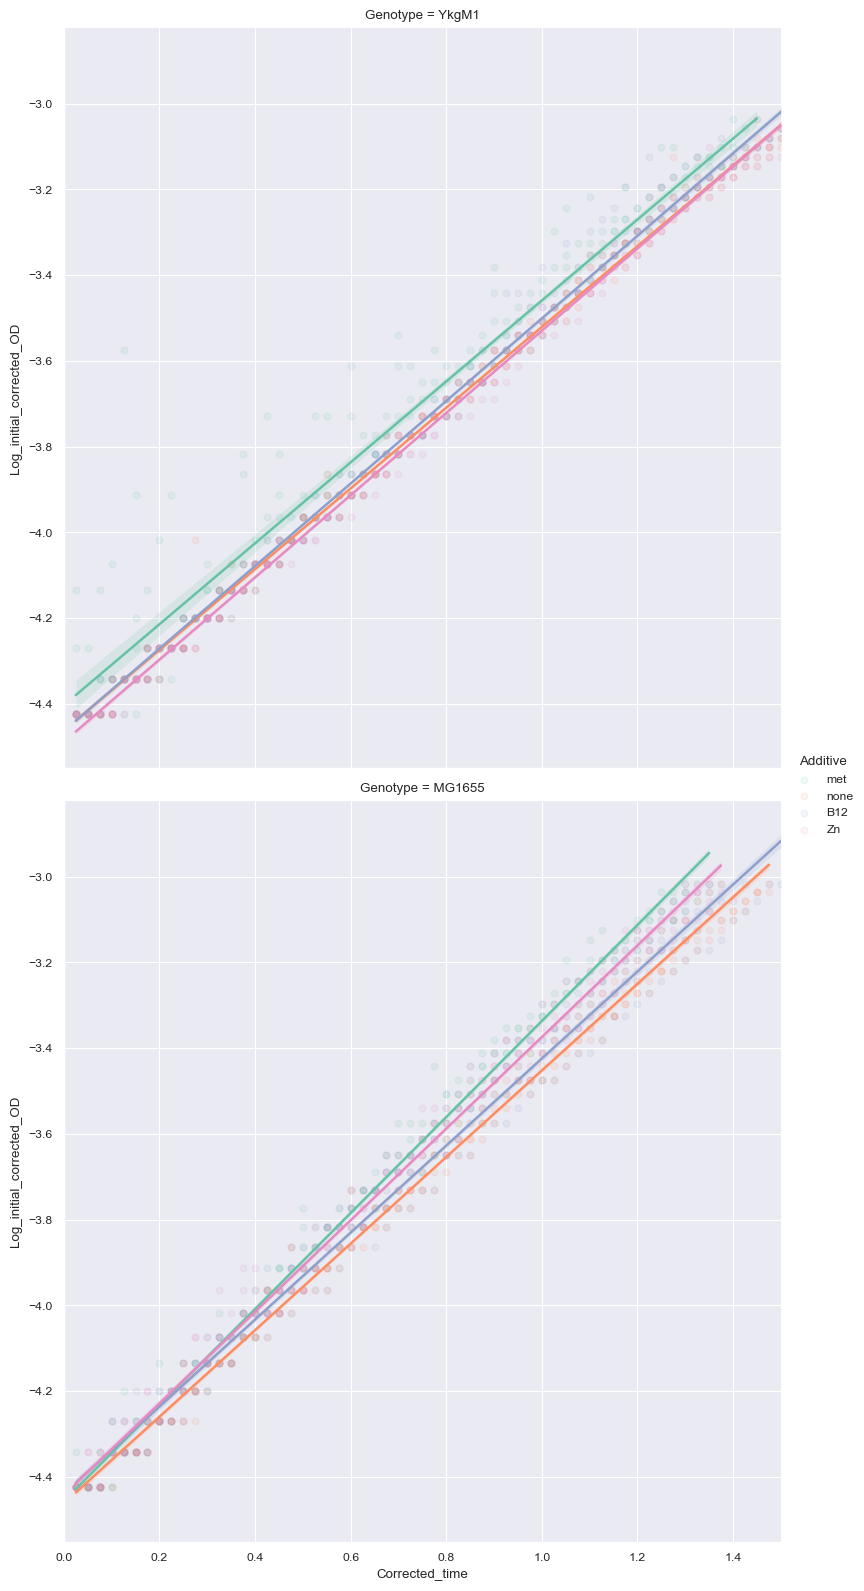 Genotype = YkgM1
−3.0
−3.2
−3.4
−3.6
−3.8
−4.0
−4.2
−4.4
Log_initial_corrected_OD
Additive
met
none
B12
Zn
Genotype = MG1655
−3.0
−3.2
−3.4
−3.6
−3.8
−4.0
−4.2
−4.4
Log_initial_corrected_OD
0.0 0.2 0.4 0.6 0.8 1.0 1.2 1.4
Corrected_time